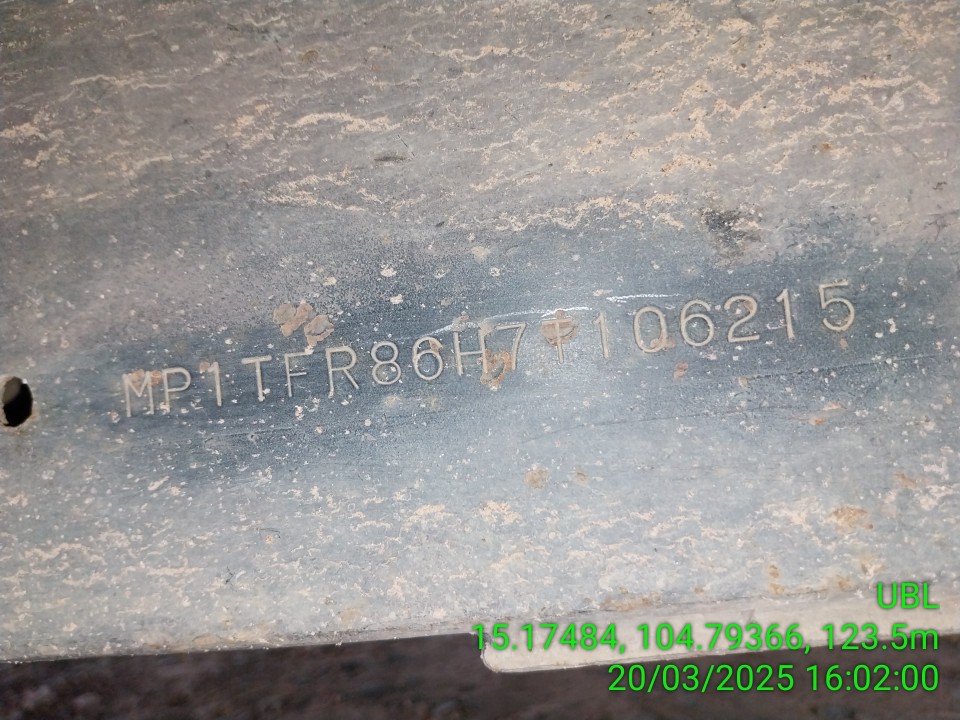 MP1TFR86H7T106215
UBL
15.17484, 104.79366, 123.5m
20/03/2025 16:02:00